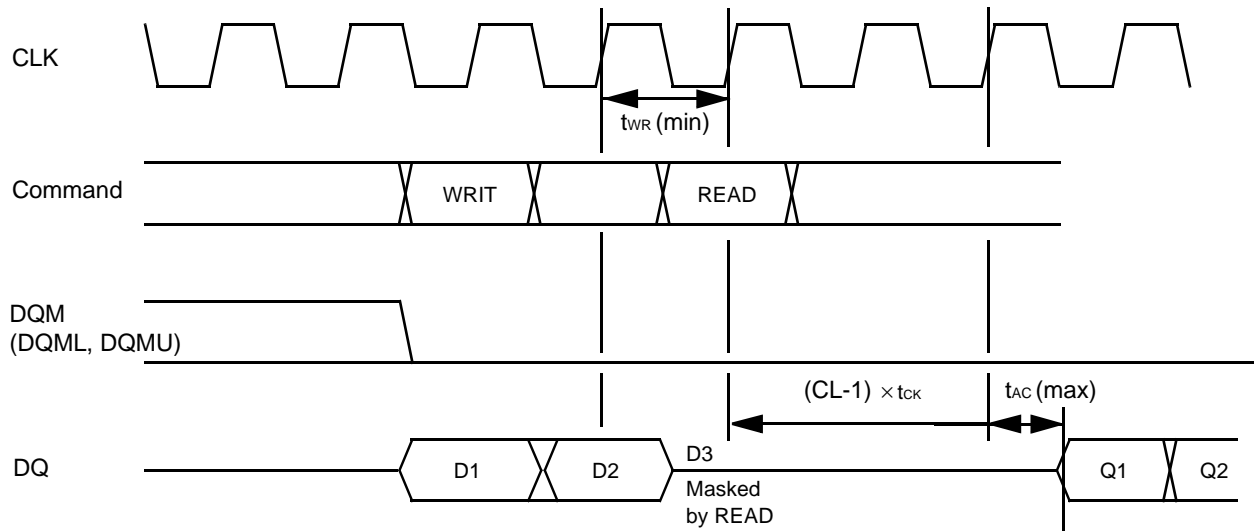 CLK
tWR (min)
Command
WRIT
READ
DQM
(DQML, DQMU)
(CL-1) × tCK
tAC (max)
DQ
D1
D2
D3
Masked
by READ
Q1
Q2